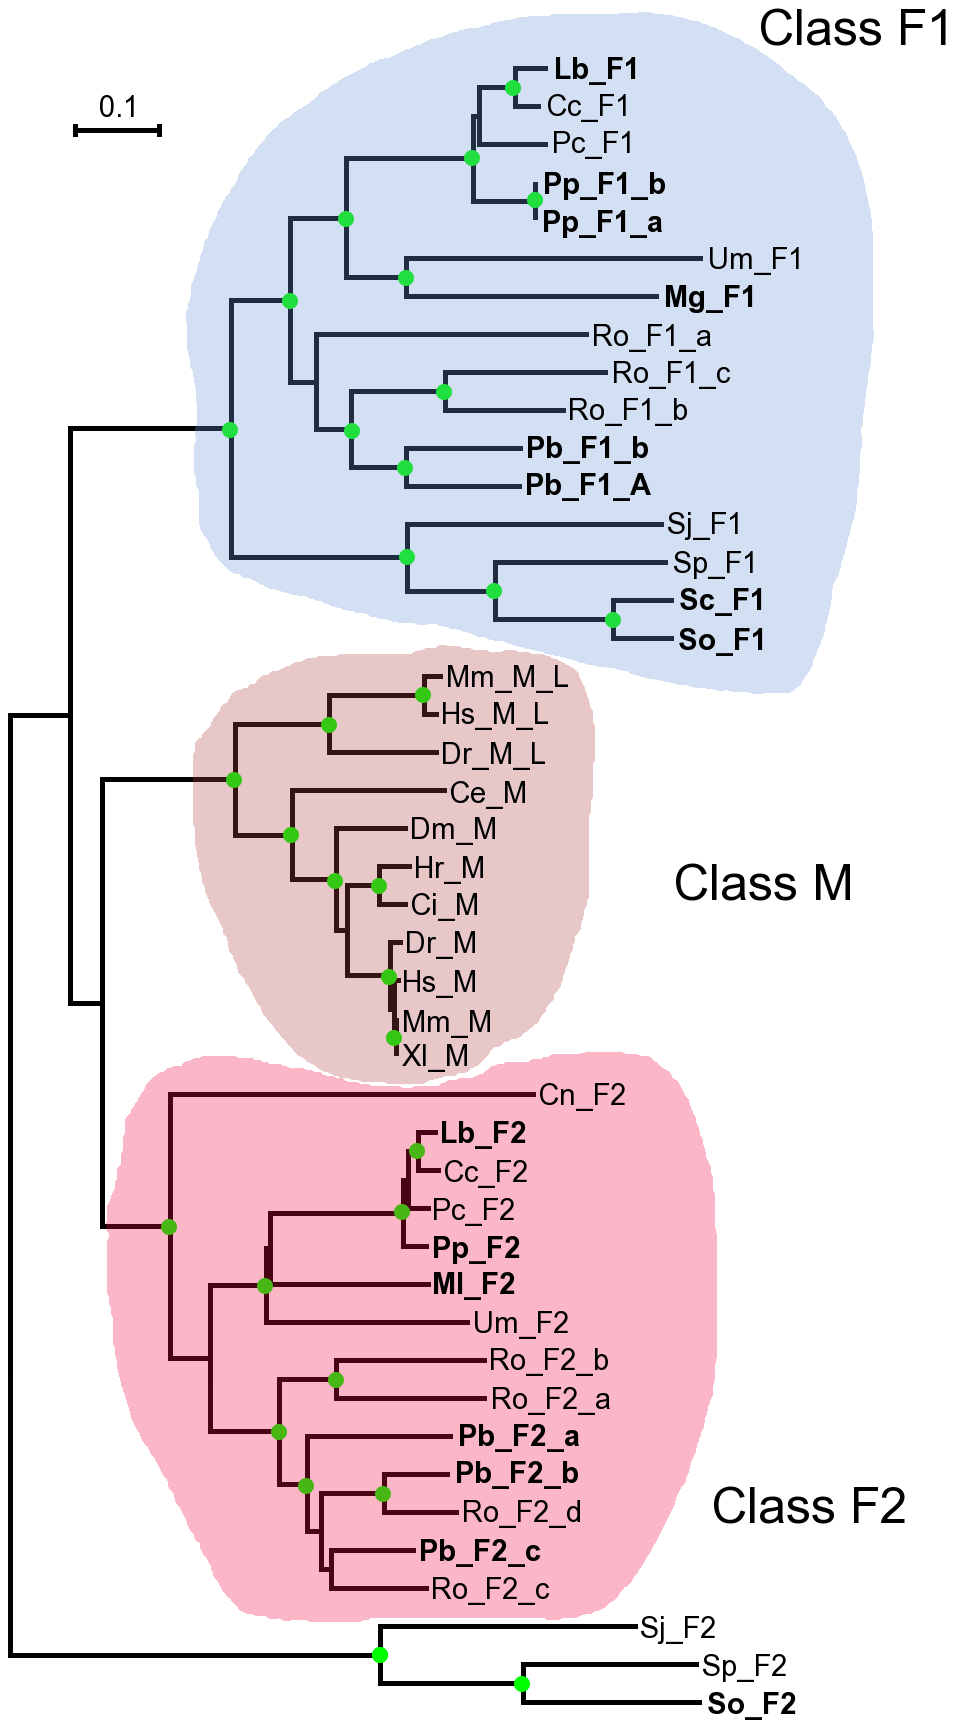 Class F1
Lb_F1
0.1
Cc_F1
Pc_F1
Pp_F1_b
Pp_F1_a
Um_F1
Mg_F1
Ro_F1_a
Ro_F1_c
Ro_F1_b
Pb_F1_b
Pb_F1_A
Sj_F1
Sp_F1
Sc_F1
So_F1
Mm_M_L
Hs_M_L
Dr_M_L
Ce_M
Dm_M
Hr_M
Class M
Ci_M
Dr_M
Hs_M
Mm_M
Xl_M
Cn_F2
Lb_F2
Cc_F2
Pc_F2
Pp_F2
Ml_F2
Um_F2
Ro_F2_b
Ro_F2_a
Pb_F2_a
Pb_F2_b
Class F2
Ro_F2_d
Pb_F2_c
Ro_F2_c
Sj_F2
Sp_F2
So_F2